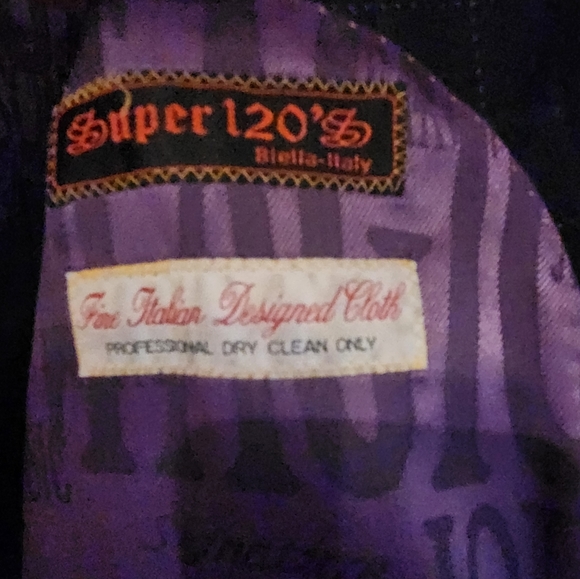 Super 120'S
Biella-Italy
Fine Italian Designed Cloth
PROFESSIONAL DRY CLEAN ONLY